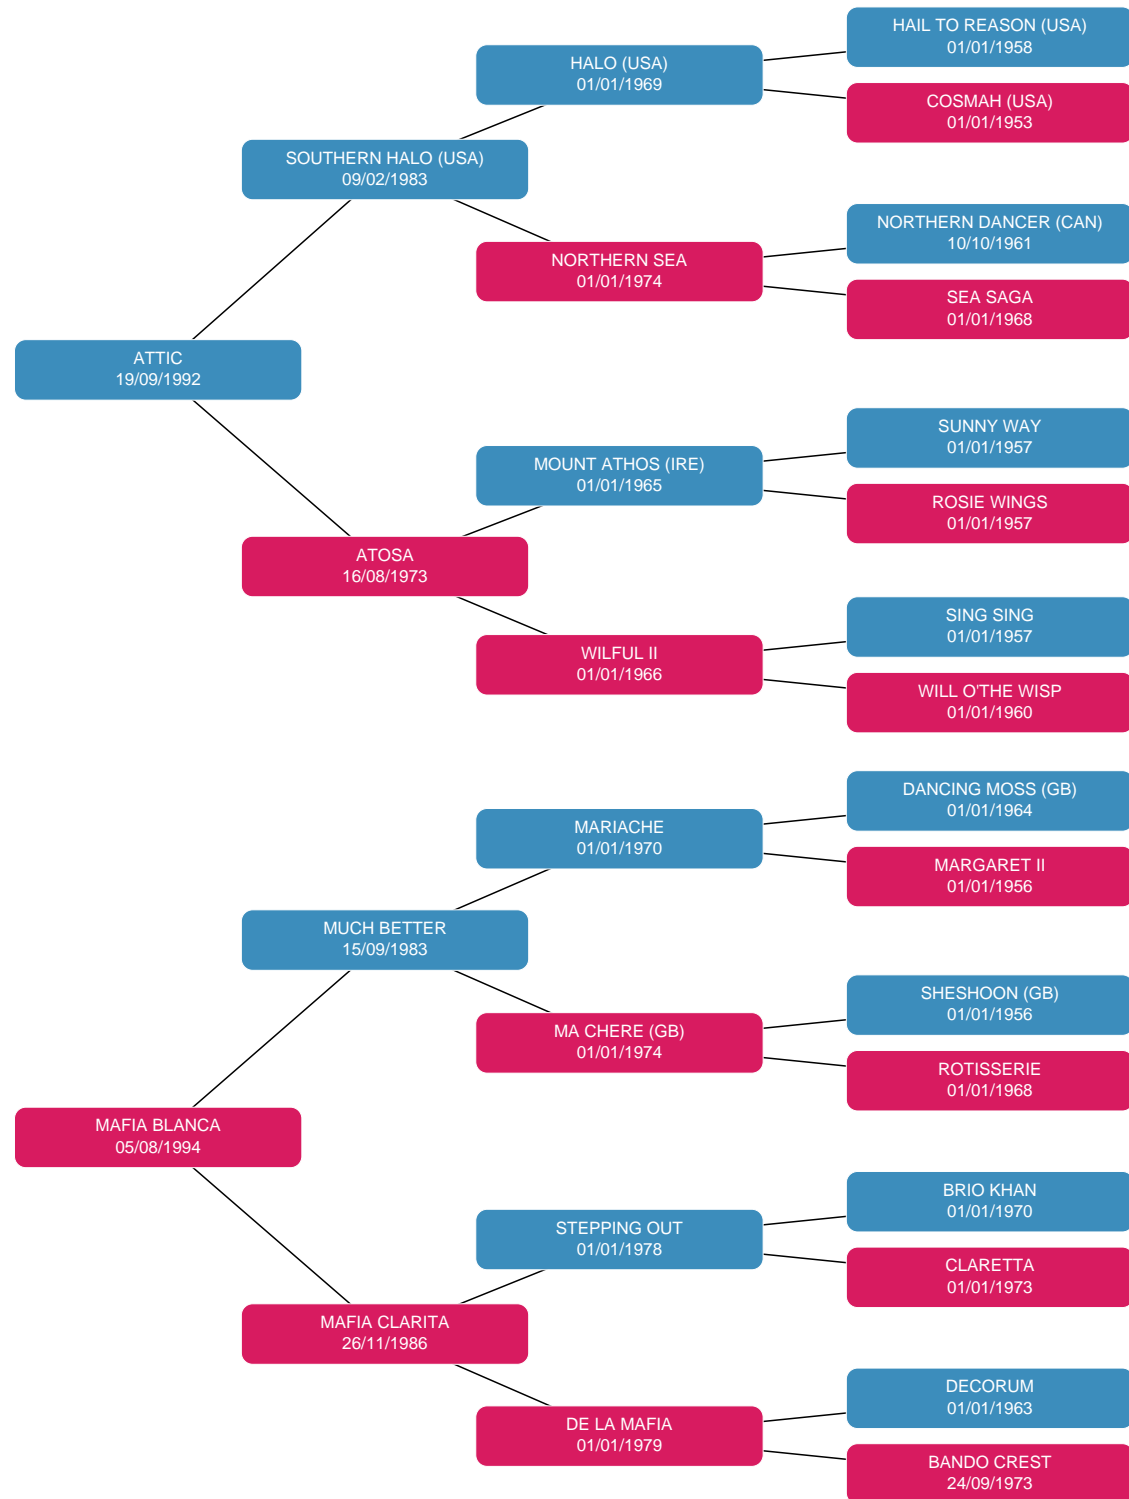 HAIL TO REASON (USA)
01/01/1958
HALO (USA)
01/01/1969
COSMAH (USA)
01/01/1953
SOUTHERN HALO (USA)
09/02/1983
NORTHERN DANCER (CAN)
10/10/1961
NORTHERN SEA
01/01/1974
SEA SAGA
01/01/1968
ATTIC
19/09/1992
SUNNY WAY
01/01/1957
MOUNT ATHOS (IRE)
01/01/1965
ROSIE WINGS
01/01/1957
ATOSA
16/08/1973
SING SING
01/01/1957
WILFUL II
01/01/1966
WILL O'THE WISP
01/01/1960
DANCING MOSS (GB)
01/01/1964
MARIACHE
01/01/1970
MARGARET II
01/01/1956
MUCH BETTER
15/09/1983
SHESHOON (GB)
01/01/1956
MA CHERE (GB)
01/01/1974
ROTISSERIE
01/01/1968
MAFIA BLANCA
05/08/1994
BRIO KHAN
01/01/1970
STEPPING OUT
01/01/1978
CLARETTA
01/01/1973
MAFIA CLARITA
26/11/1986
DECORUM
01/01/1963
DE LA MAFIA
01/01/1979
BANDO CREST
24/09/1973